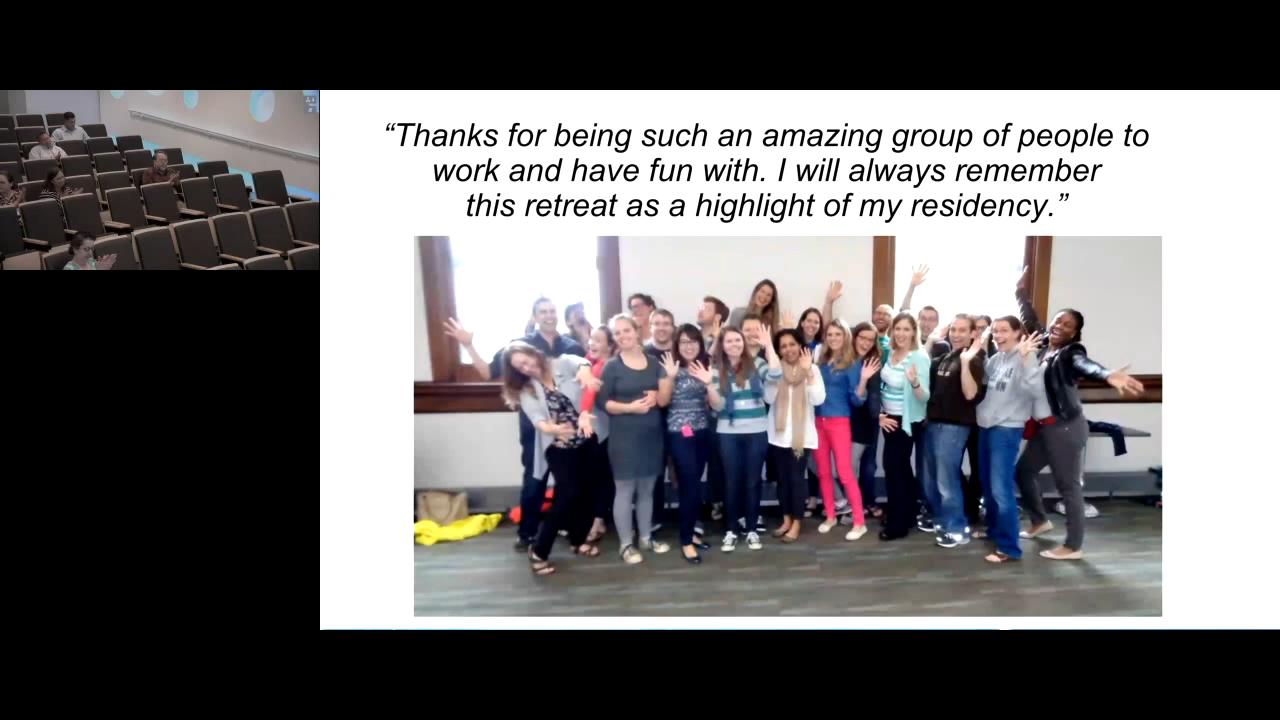 “Thanks for being such an amazing group of people to
work and have fun with. I will always remember
this retreat as a highlight of my residency.”